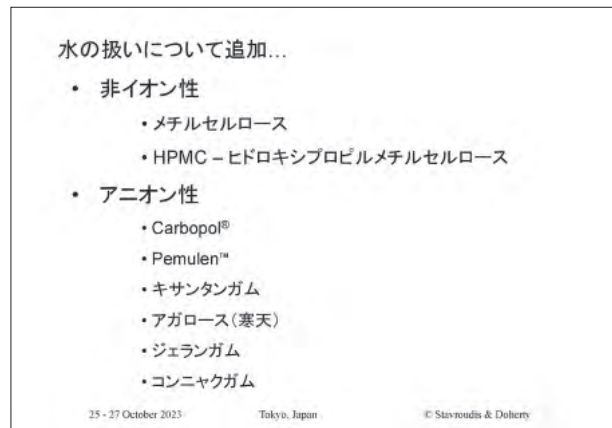 水の扱いについて追加…
• 非イオン性
• メチルセルロース
• HPMC – ヒドロキシプロピルメチルセルロース
• アニオン性
• Carbopol®
• Pemulen™
• キサンタンガム
• アガロース（寒天）
• ジェランガム
• コンニャクガム
25 - 27 October 2023 Tokyo, Japan © Stavroudis & Doherty